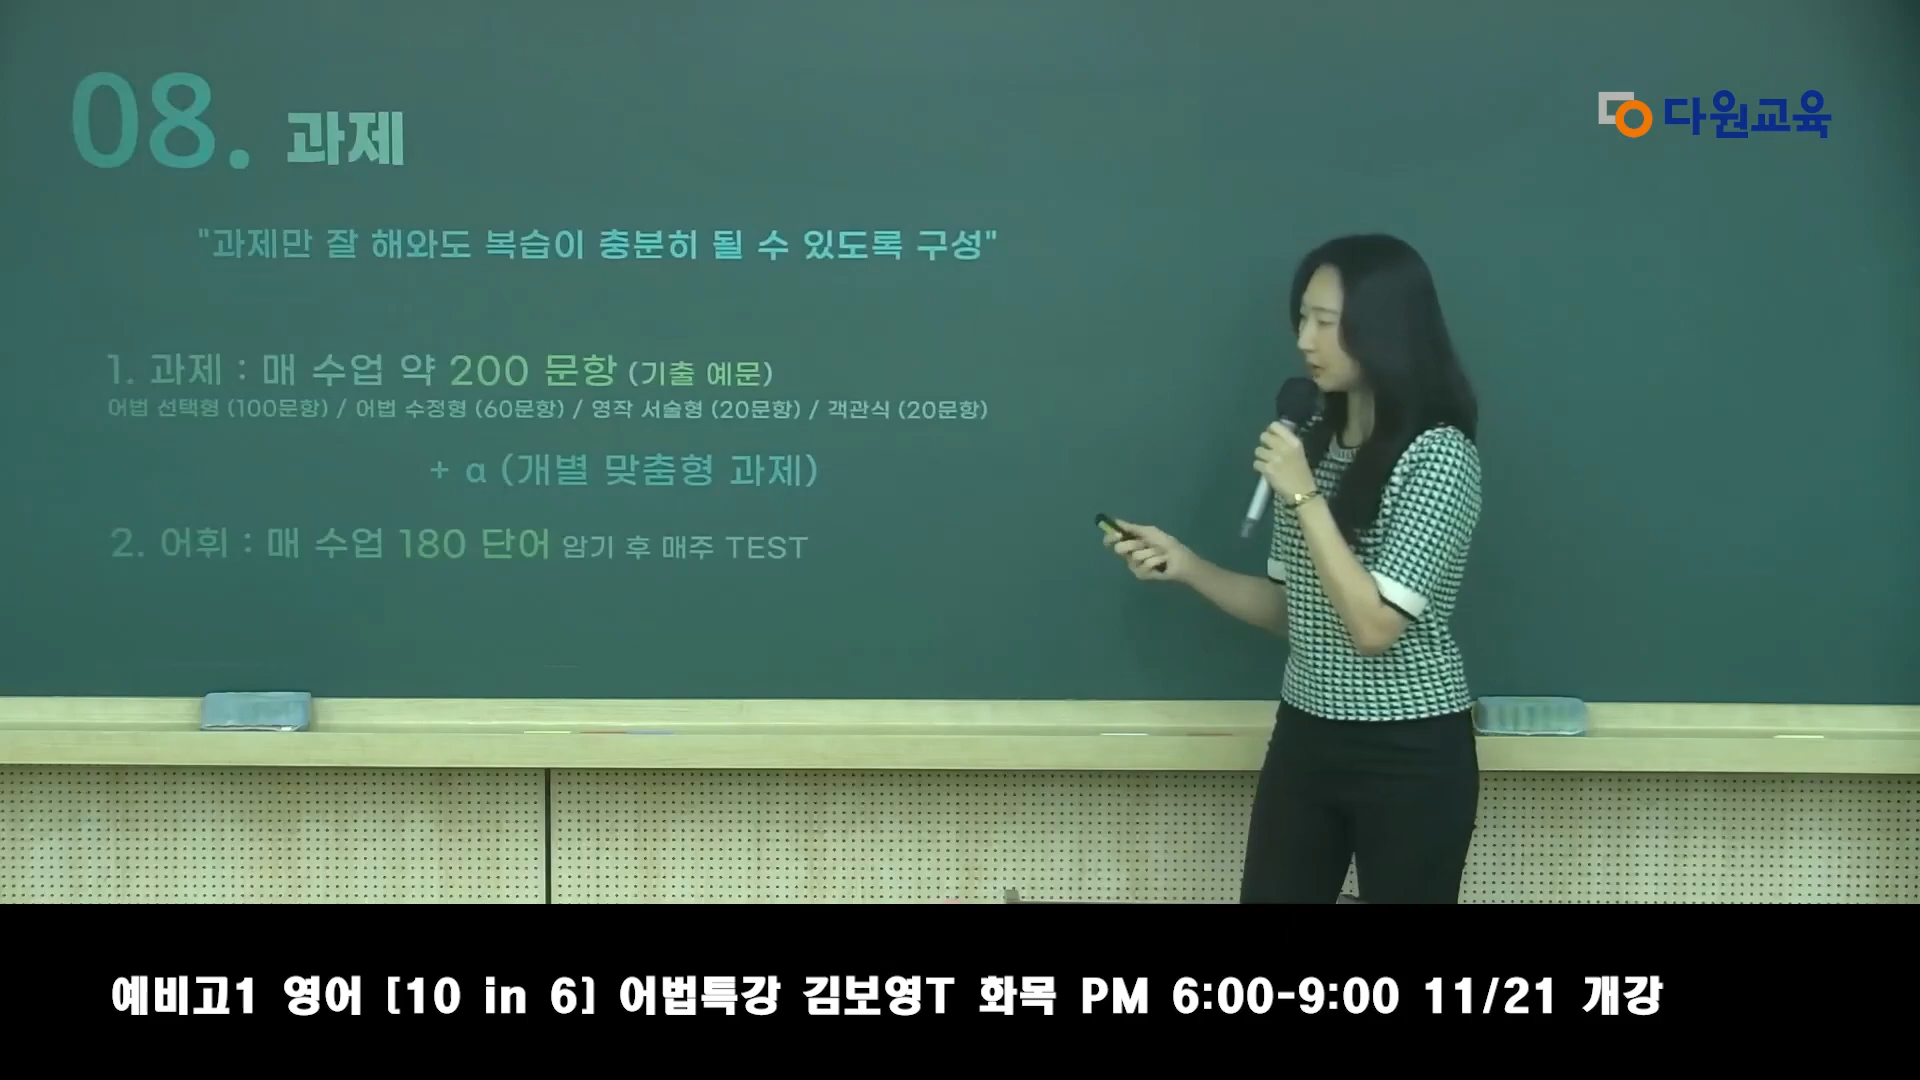 08. 과제
다원교육
"과제만 잘 해와도 복습이 충분히 될 수 있도록 구성"
1. 과제 : 매 수업 약 200 문항 (기출 예문)
어법 선택형 (100문항) / 어법 수정형 (60문항) / 영작 서술형 (20문항) / 객관식 (20문항)
+ α (개별 맞춤형 과제)
2. 어휘 : 매 수업 180 단어 암기 후 매주 TEST
예비고1 영어 [10 in 6] 어법특강 김보영T 화목 PM 6:00-9:00 11/21 개강